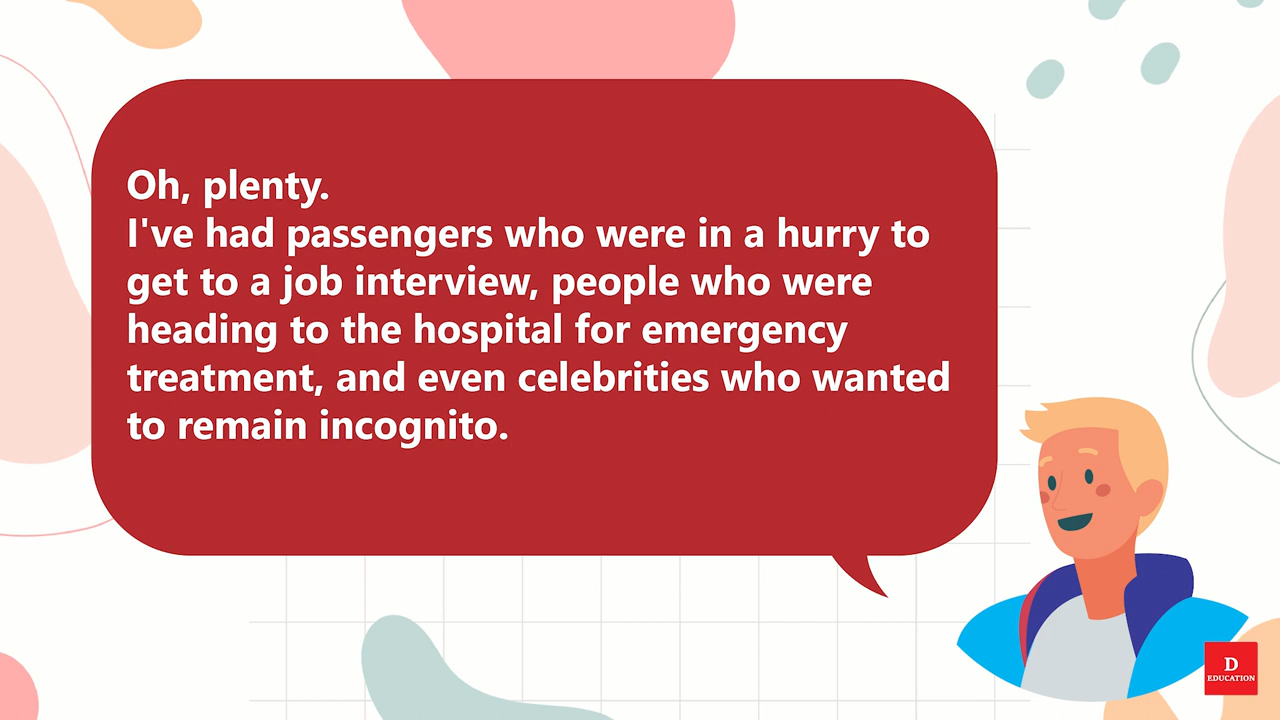 Oh, plenty.
I've had passengers who were in a hurry to
get to a job interview, people who were
heading to the hospital for emergency
treatment, and even celebrities who wanted
to remain incognito.
D
EDUCATION